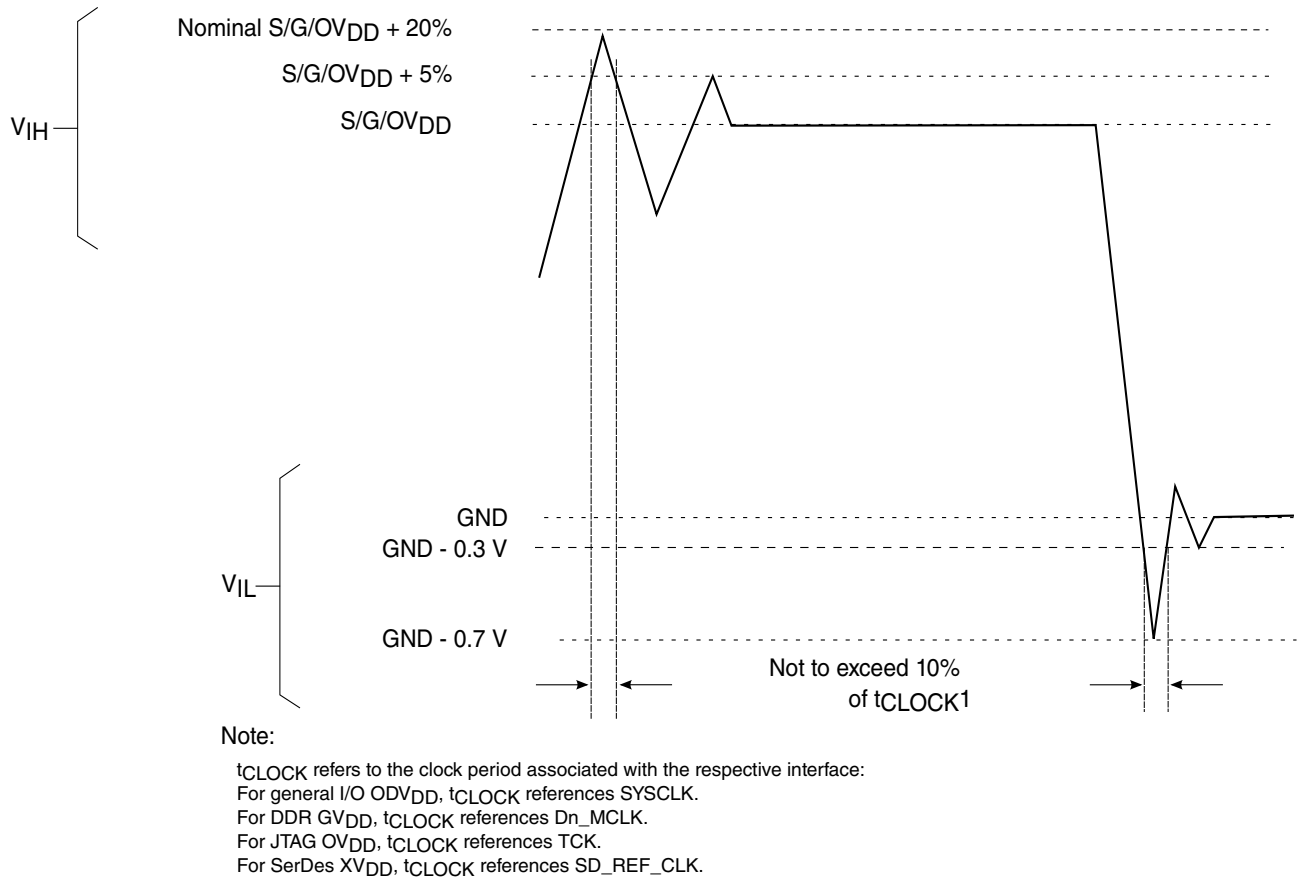 Nominal S/G/OVDD + 20%
S/G/OVDD + 5%
S/G/OVDD
VIH
GND
GND - 0.3 V
VIL
GND - 0.7 V
Not to exceed 10%
of tCLOCK1
Note:
tCLOCK refers to the clock period associated with the respective interface:
For general I/O ODVDD, tCLOCK references SYSCLK.
For DDR GVDD, tCLOCK references Dn_MCLK.
For JTAG OVDD, tCLOCK references TCK.
For SerDes XVDD, tCLOCK references SD_REF_CLK.